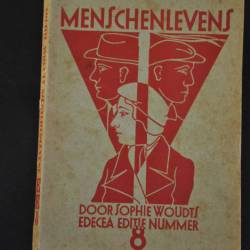 MENSCHENLEVENS
DOOR SOPHIE WOUDTS
EDECEA EDITIE NUMMER
8